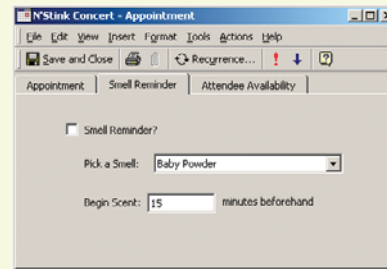 N'Stink Concert - Appointment
File Edit View Insert Format Tools Actions Help
Save and Close Recurrence...
Appointment Smell Reminder Attendee Availability
Smell Reminder?
Pick a Smell: Baby Powder
Begin Scent: 15 minutes beforehand